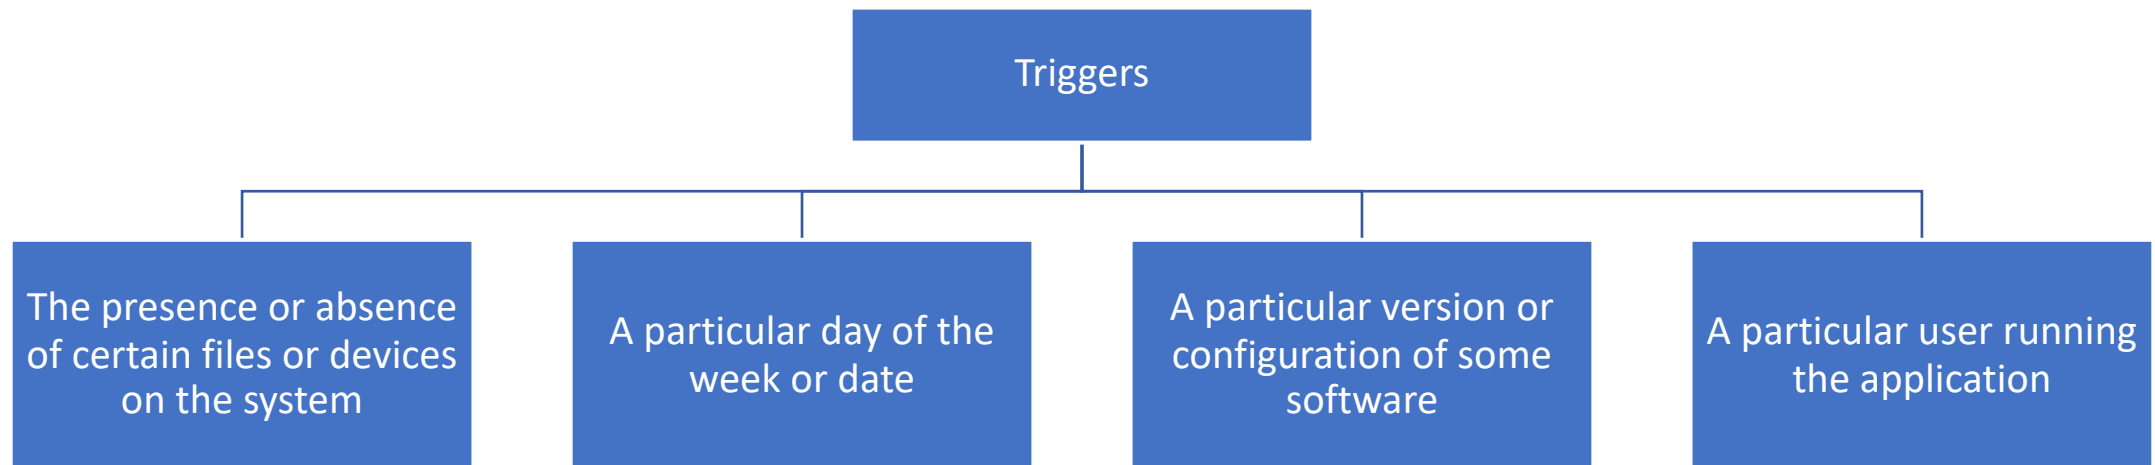 Triggers
The presence or absence
of certain files or devices
on the system
A particular day of the
week or date
A particular version or
configuration of some
software
A particular user running
the application